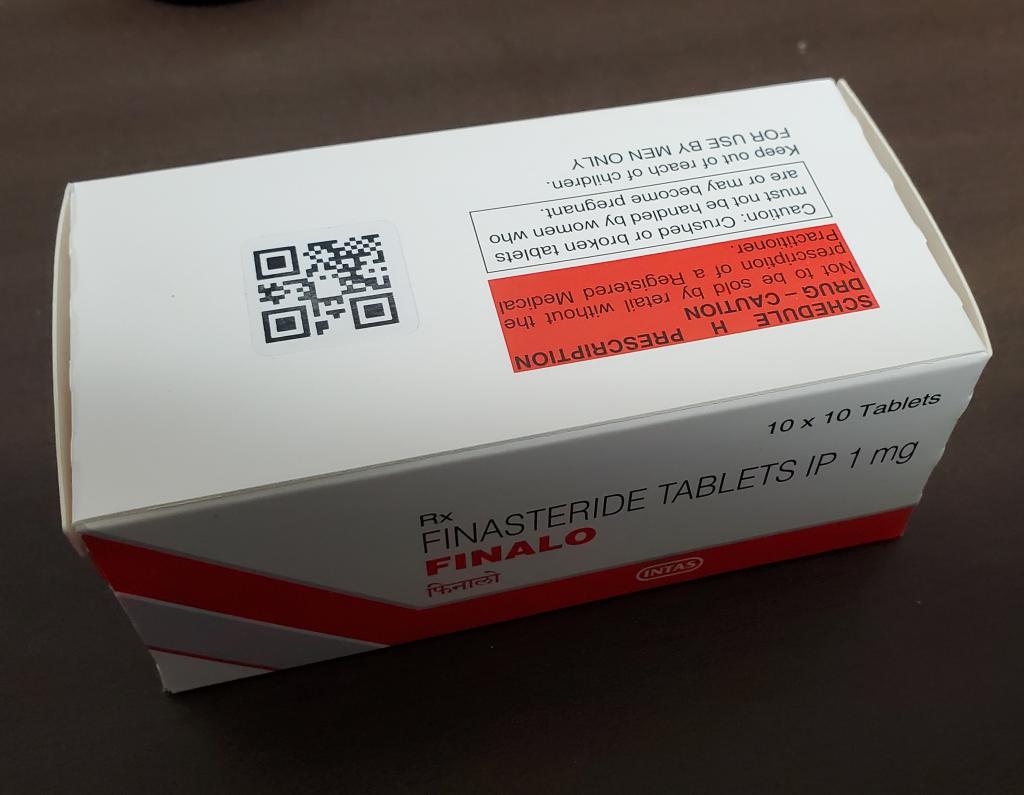 FOR USE BY MEN ONLY
Keep out of reach of children.
Caution: Crushed or broken tablets
must not be handled by women who
are or may become pregnant.
SCHEDULE H PRESCRIPTION
DRUG – CAUTION
Not to be sold by retail without the
prescription of a Registered Medical
Practitioner.
10 x 10 Tablets
Rx
FINASTERIDE TABLETS IP 1 mg
FINALO
फिनालो
INTAS